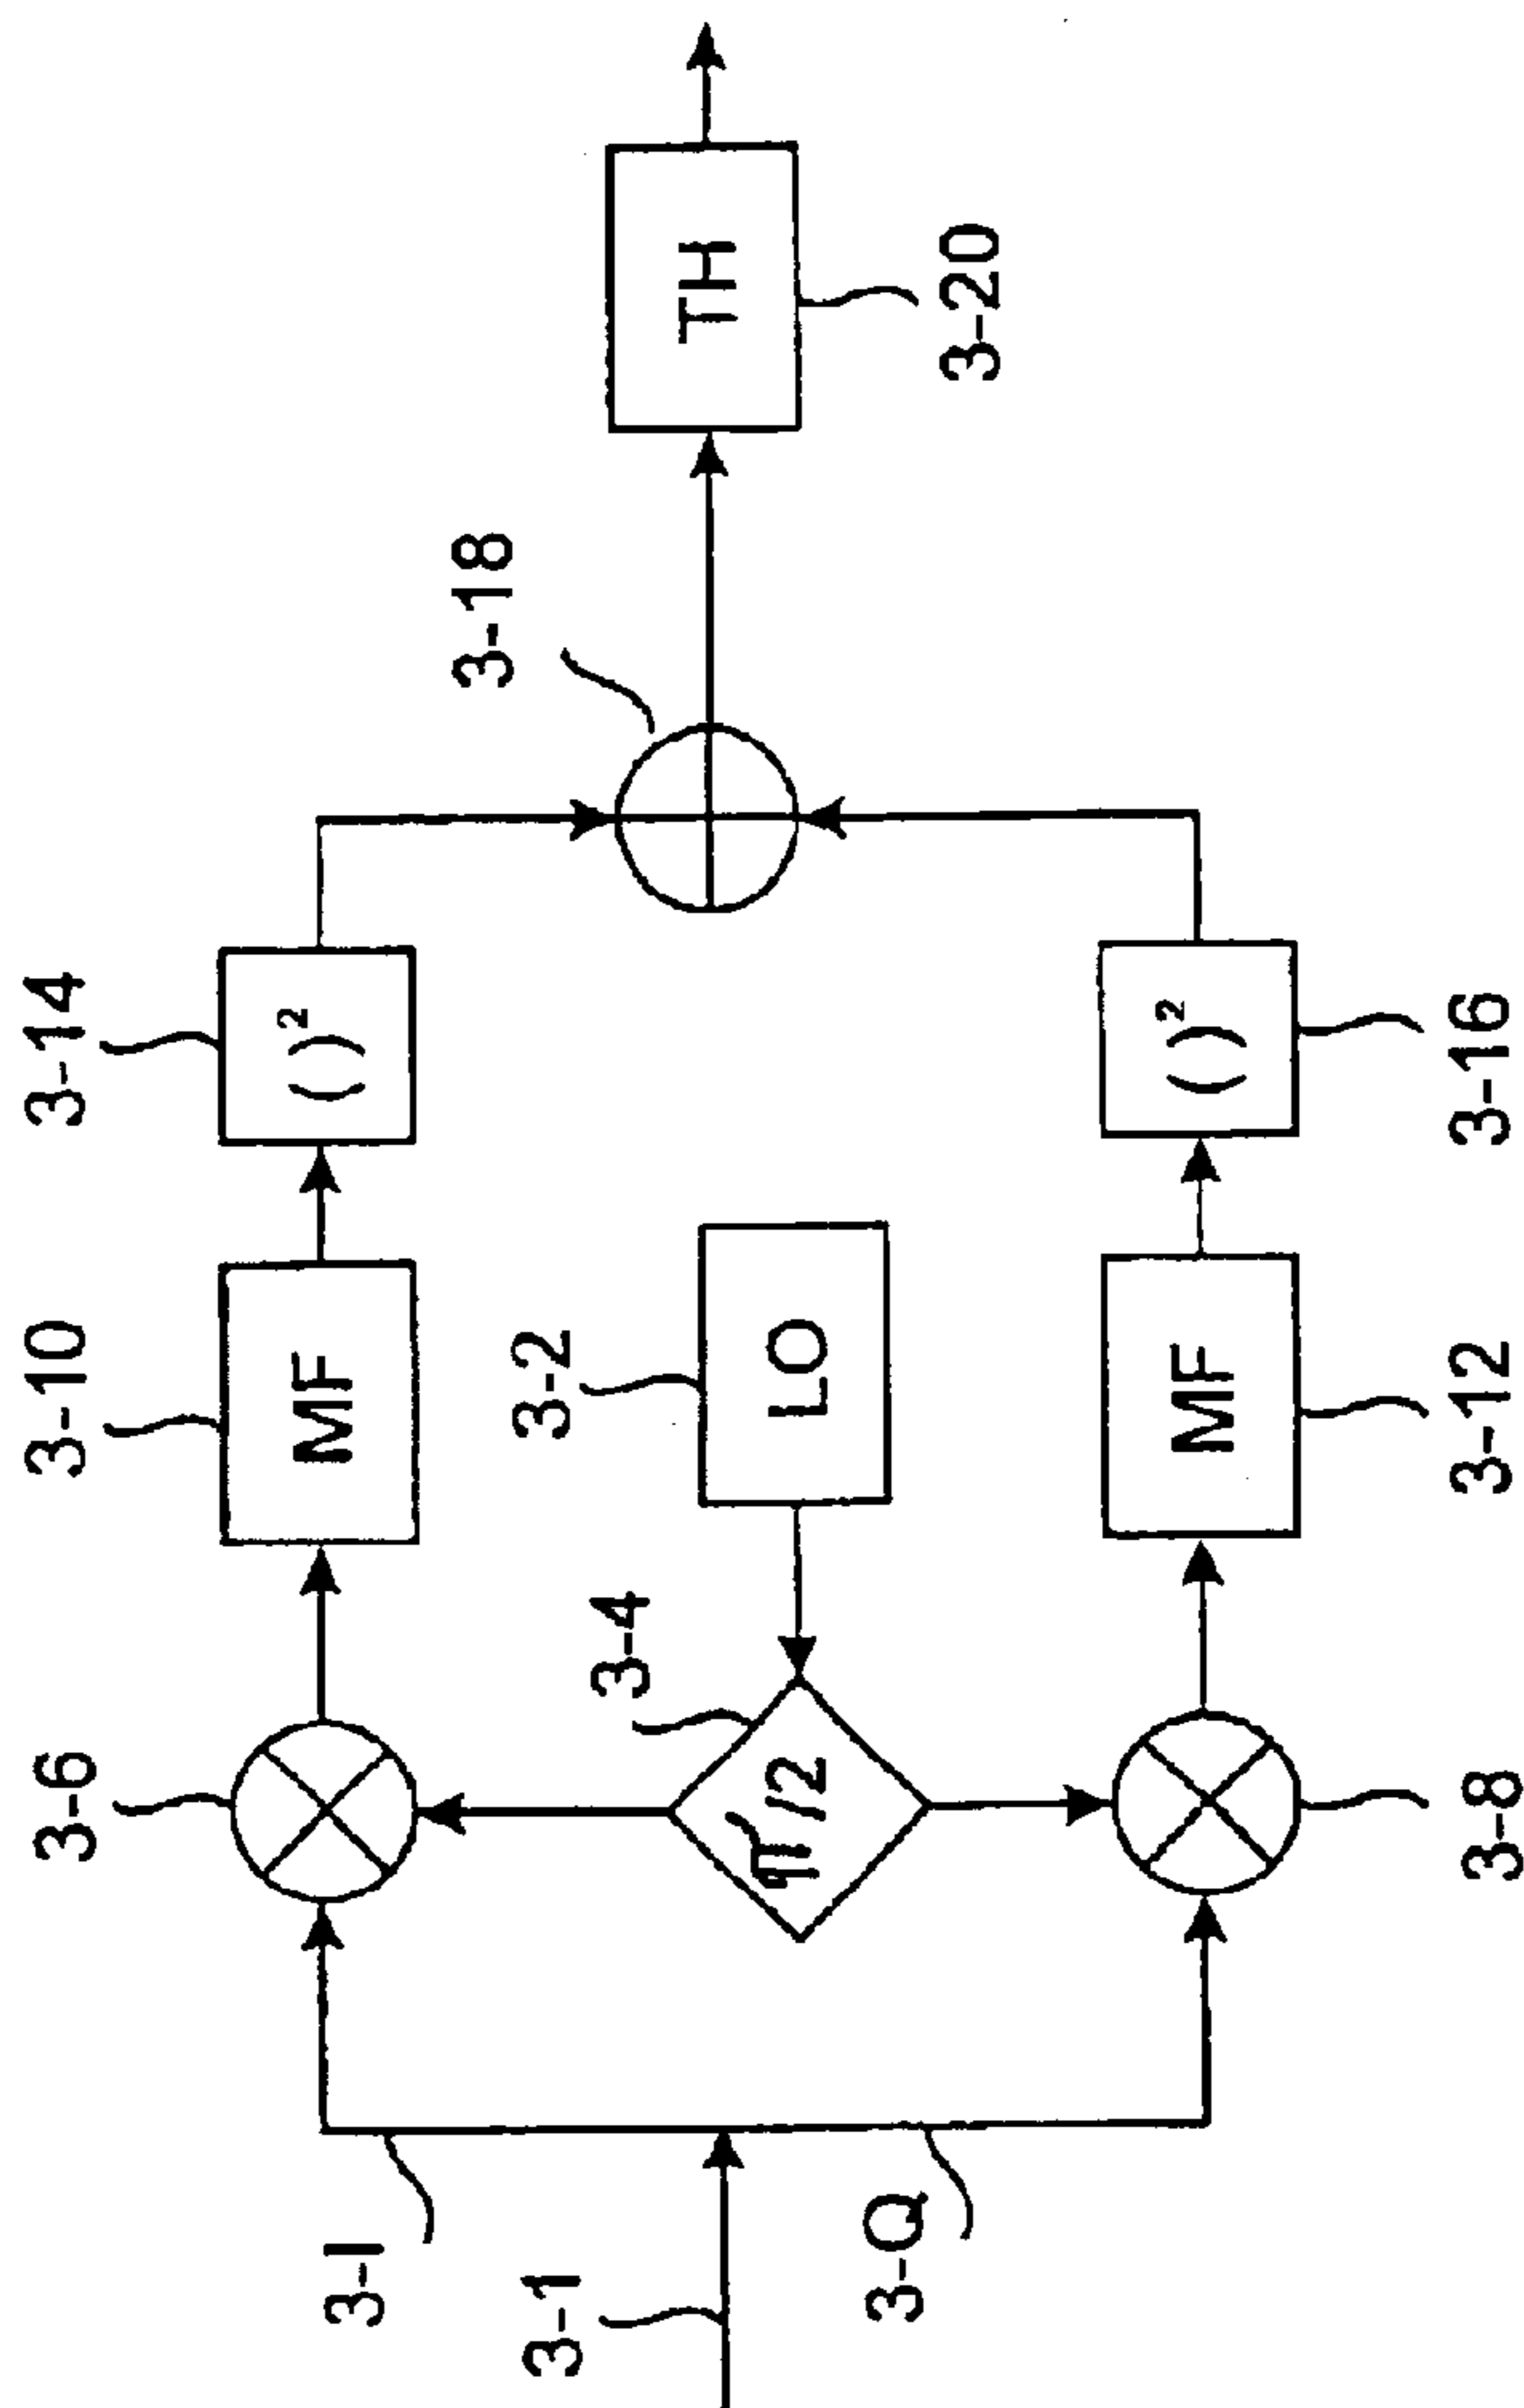 3-1
3-I
3-Q
3-6
3-8
π/2
3-4
LO
3-2
MF
3-10
MF
3-12
( )²
3-14
( )²
3-16
3-18
TH
3-20